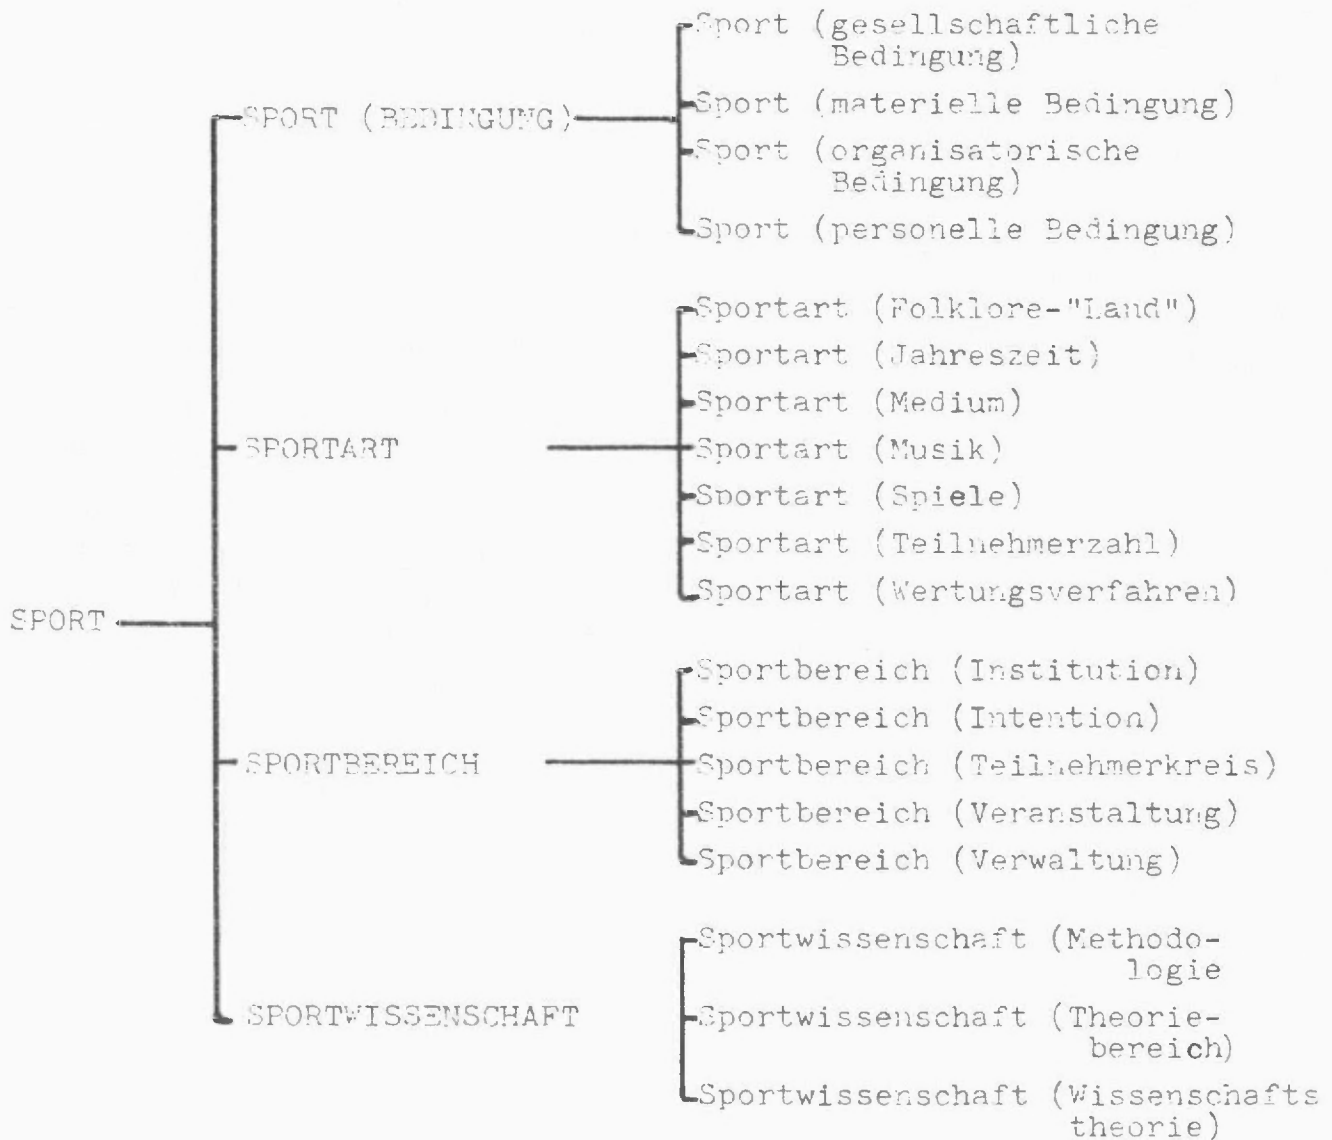 Sport (gesellschaftliche
Bedingung)
SPORT (BEDINGUNG)
Sport (materielle Bedingung)
Sport (organisatorische
Bedingung)
Sport (personelle Bedingung)
Sportart (Folklore-"Land")
Sportart (Jahreszeit)
Sportart (Medium)
SPORTART
Sportart (Musik)
Sportart (Spiele)
Sportart (Teilnehmerzahl)
Sportart (Wertungsverfahren)
SPORT
Sportbereich (Institution)
Sportbereich (Intention)
SPORTBEREICH
Sportbereich (Teilnehmerkreis)
Sportbereich (Veranstaltung)
Sportbereich (Verwaltung)
Sportwissenschaft (Methodo-
logie
SPORTWISSENSCHAFT
Sportwissenschaft (Theorie-
bereich)
Sportwissenschaft (Wissenschafts
theorie)